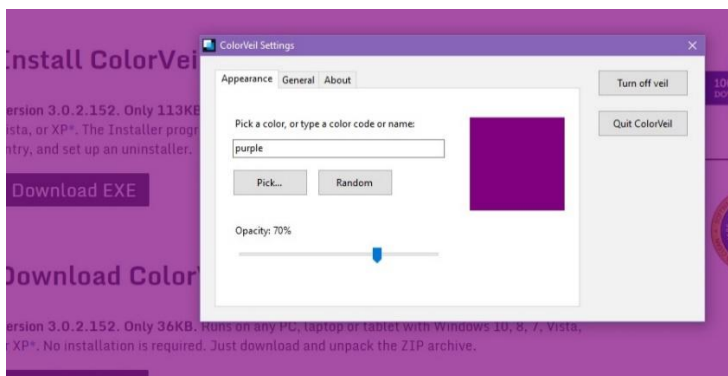 Install ColorVei
ColorVeil Settings
Appearance General About
Turn off veil
Quit ColorVeil
Pick a color, or type a color code or name:
purple
Pick... Random
Opacity: 70%
ersion 3.0.2.152. Only 113KB
ista, or XP*. The Installer progr
ntry, and set up an uninstaller.
Download EXE
Download Color
ersion 3.0.2.152. Only 36KB. Runs on any PC, laptop or tablet with Windows 10, 8, 7, Vista,
r XP*. No installation is required. Just download and unpack the ZIP archive.